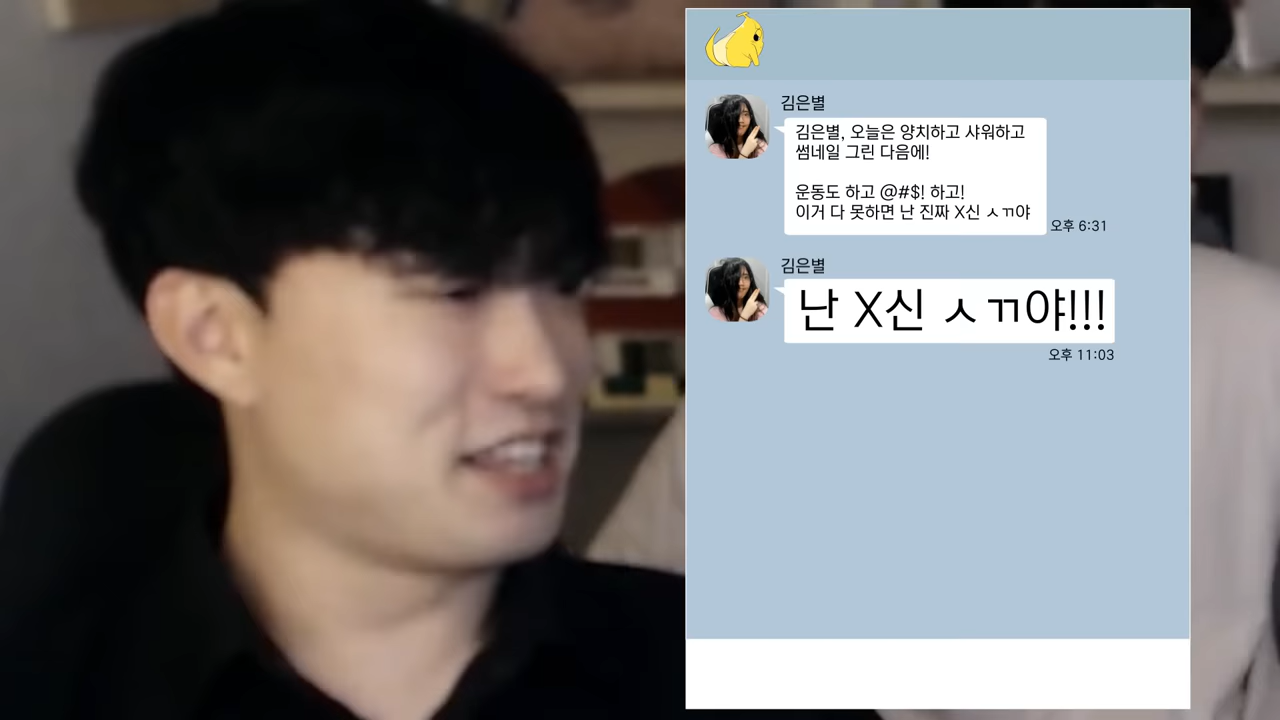 김은별
김은별, 오늘은 양치하고 샤워하고
썸네일 그린 다음에!
운동도 하고 @#$! 하고!
이거 다 못하면 난 진짜 X신 ㅅㄲ야
오후 6:31
김은별
난 X신 ㅅㄲ야!!!
오후 11:03